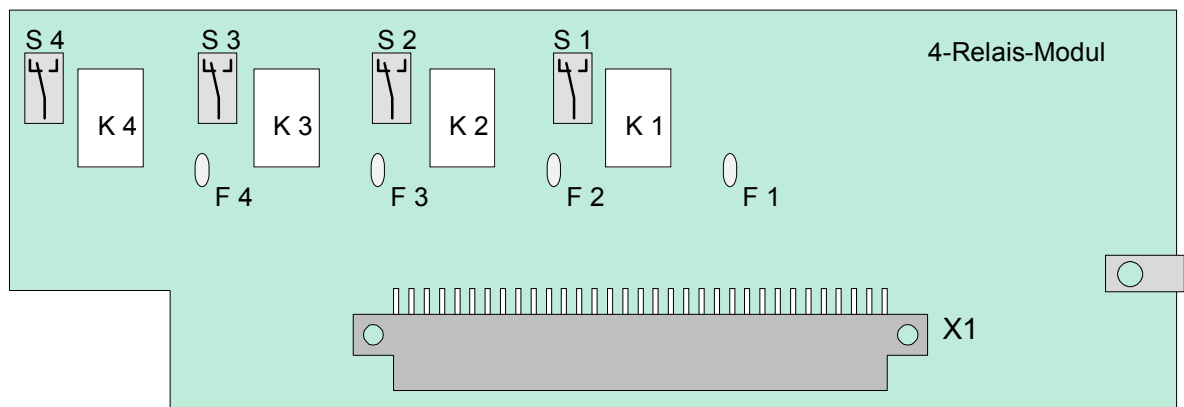 S 4
S 3
S 2
S 1
4-Relais-Modul
K 4
K 3
K 2
K 1
F 4
F 3
F 2
F 1
X1